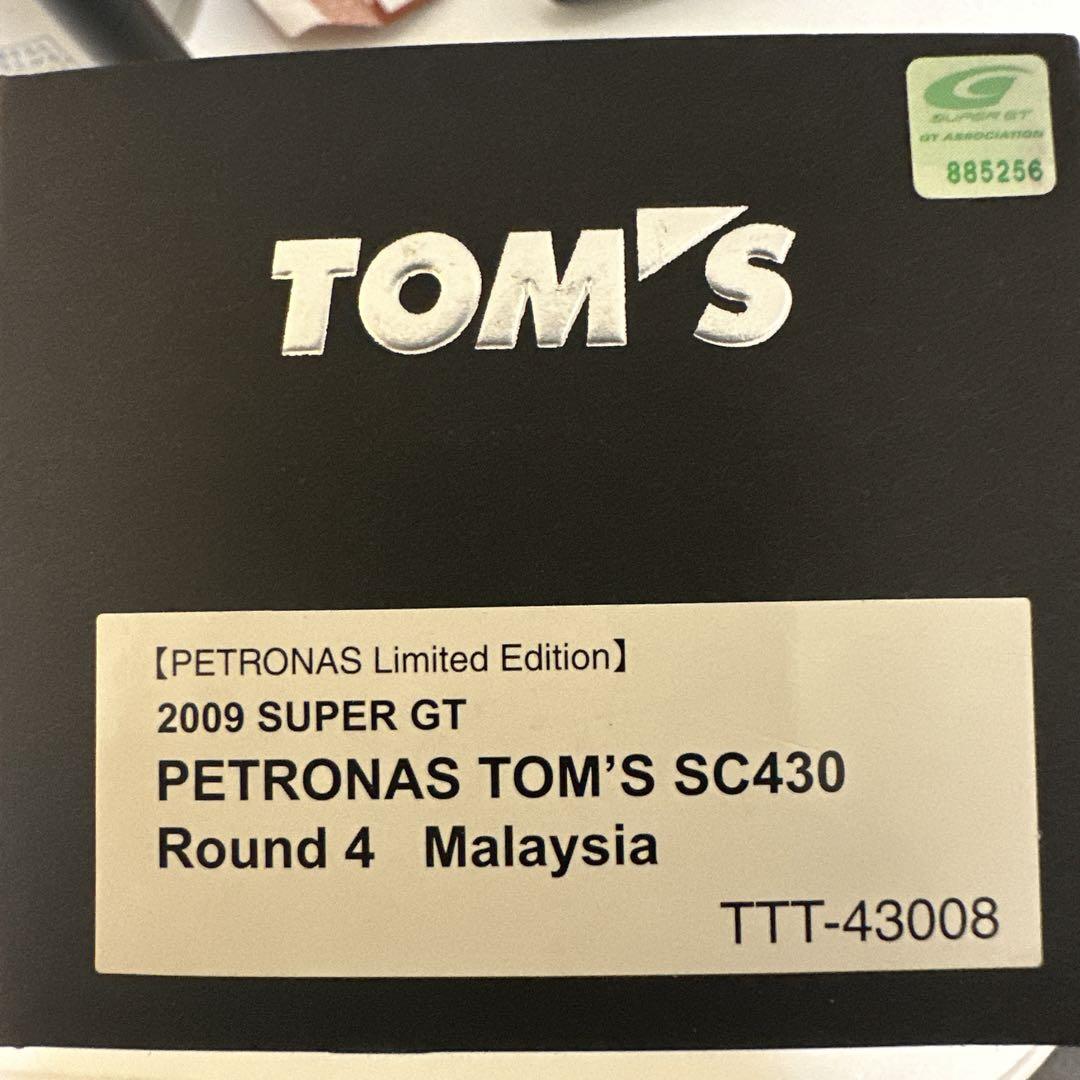 SUPER GT
GT ASSOCIATION
885256
TOM'S
【PETRONAS Limited Edition】
2009 SUPER GT
PETRONAS TOM'S SC430
Round 4 Malaysia
TTT-43008